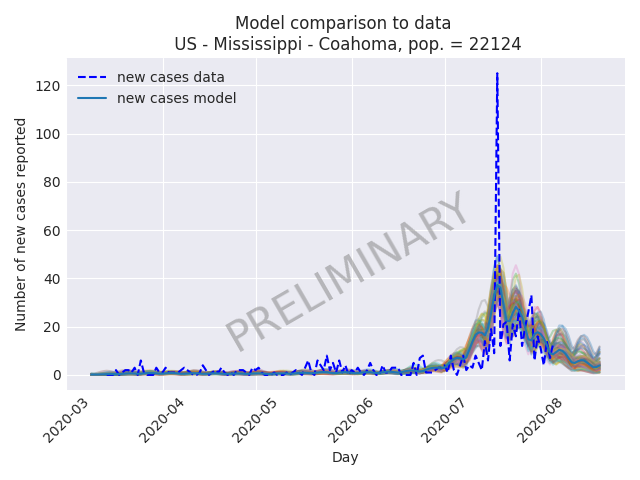 Model comparison to data
US - Mississippi - Coahoma, pop. = 22124
new cases data
new cases model
120
100
80
60
40
20
0
Number of new cases reported
PRELIMINARY
2020-03
2020-04
2020-05
2020-06
2020-07
2020-08
Day